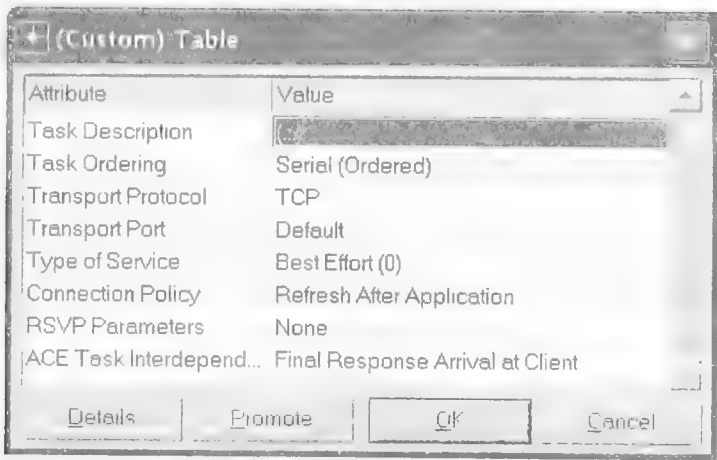 (Custom) Table
Attribute Value
Task Description
Task Ordering Serial (Ordered)
Transport Protocol TCP
Transport Port Default
Type of Service Best Effort (0)
Connection Policy Refresh After Application
RSVP Parameters None
ACE Task Interdepend... Final Response Arrival at Client
Details Promote OK Cancel